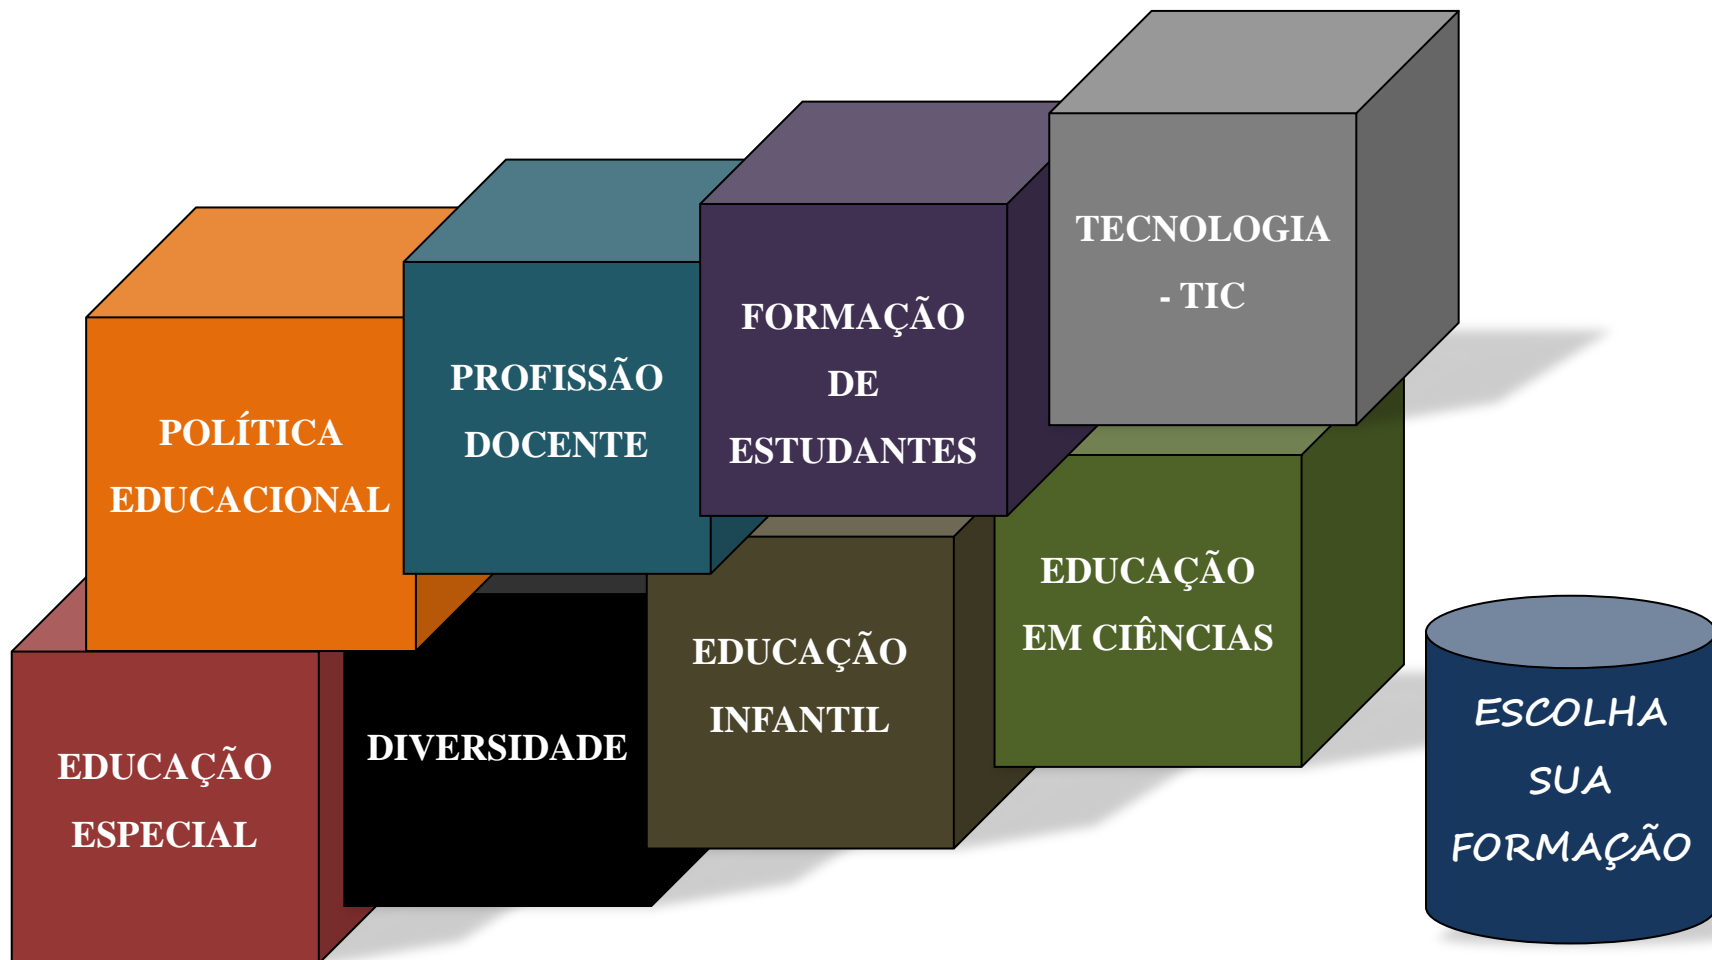 TECNOLOGIA
- TIC
FORMAÇÃO
DE
ESTUDANTES
PROFISSÃO
DOCENTE
POLÍTICA
EDUCACIONAL
EDUCAÇÃO
EM CIÊNCIAS
EDUCAÇÃO
INFANTIL
DIVERSIDADE
EDUCAÇÃO
ESPECIAL
ESCOLHA
SUA
FORMAÇÃO